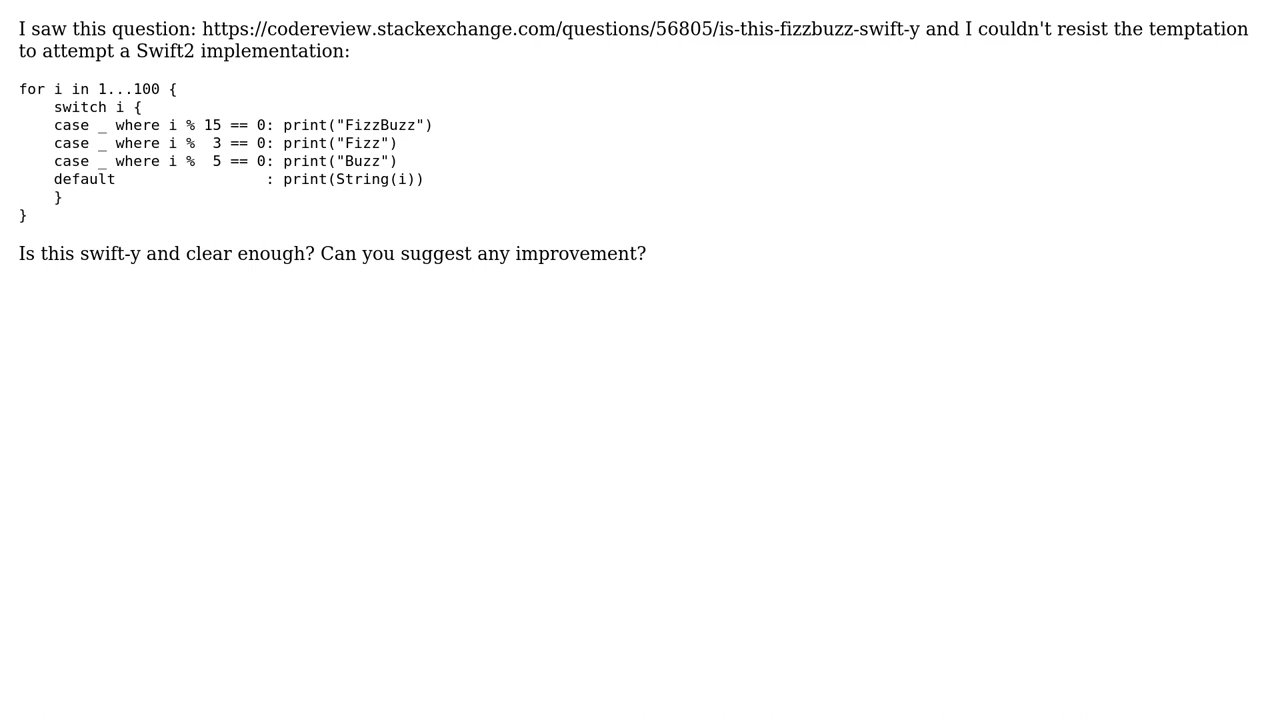 I saw this question: https://codereview.stackexchange.com/questions/56805/is-this-fizzbuzz-swift-y and I couldn't resist the temptation
to attempt a Swift2 implementation:
for i in 1...100 {
    switch i {
    case _ where i % 15 == 0: print("FizzBuzz")
    case _ where i %  3 == 0: print("Fizz")
    case _ where i %  5 == 0: print("Buzz")
    default                 : print(String(i))
    }
}
Is this swift-y and clear enough? Can you suggest any improvement?